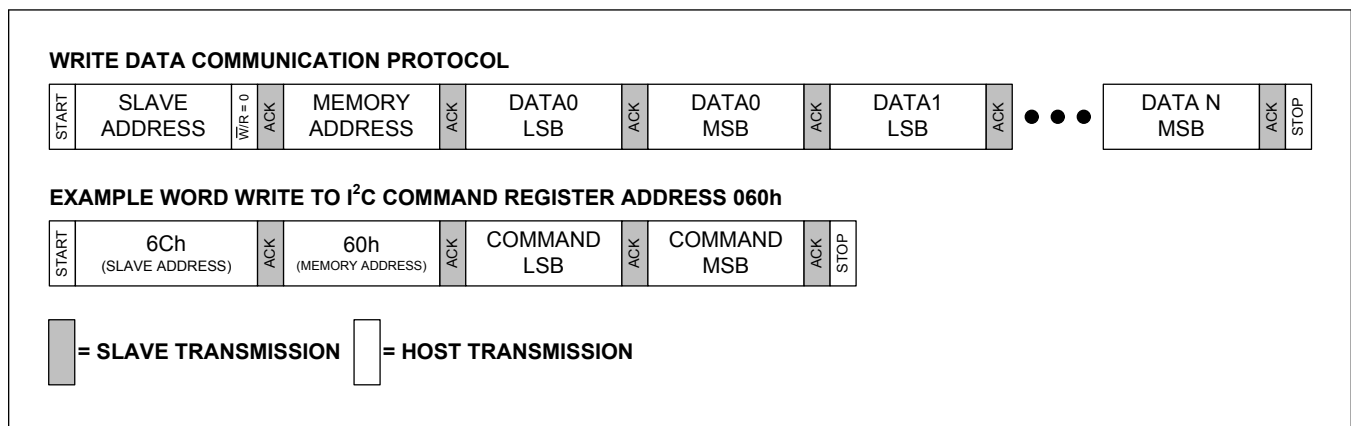 WRITE DATA COMMUNICATION PROTOCOL
START SLAVE ADDRESS W̅/R = 0 ACK MEMORY ADDRESS ACK DATA0 LSB ACK DATA0 MSB ACK DATA1 LSB ACK ●●● DATA N MSB ACK STOP
EXAMPLE WORD WRITE TO I²C COMMAND REGISTER ADDRESS 060h
START 6Ch (SLAVE ADDRESS) ACK 60h (MEMORY ADDRESS) ACK COMMAND LSB ACK COMMAND MSB ACK STOP
= SLAVE TRANSMISSION = HOST TRANSMISSION